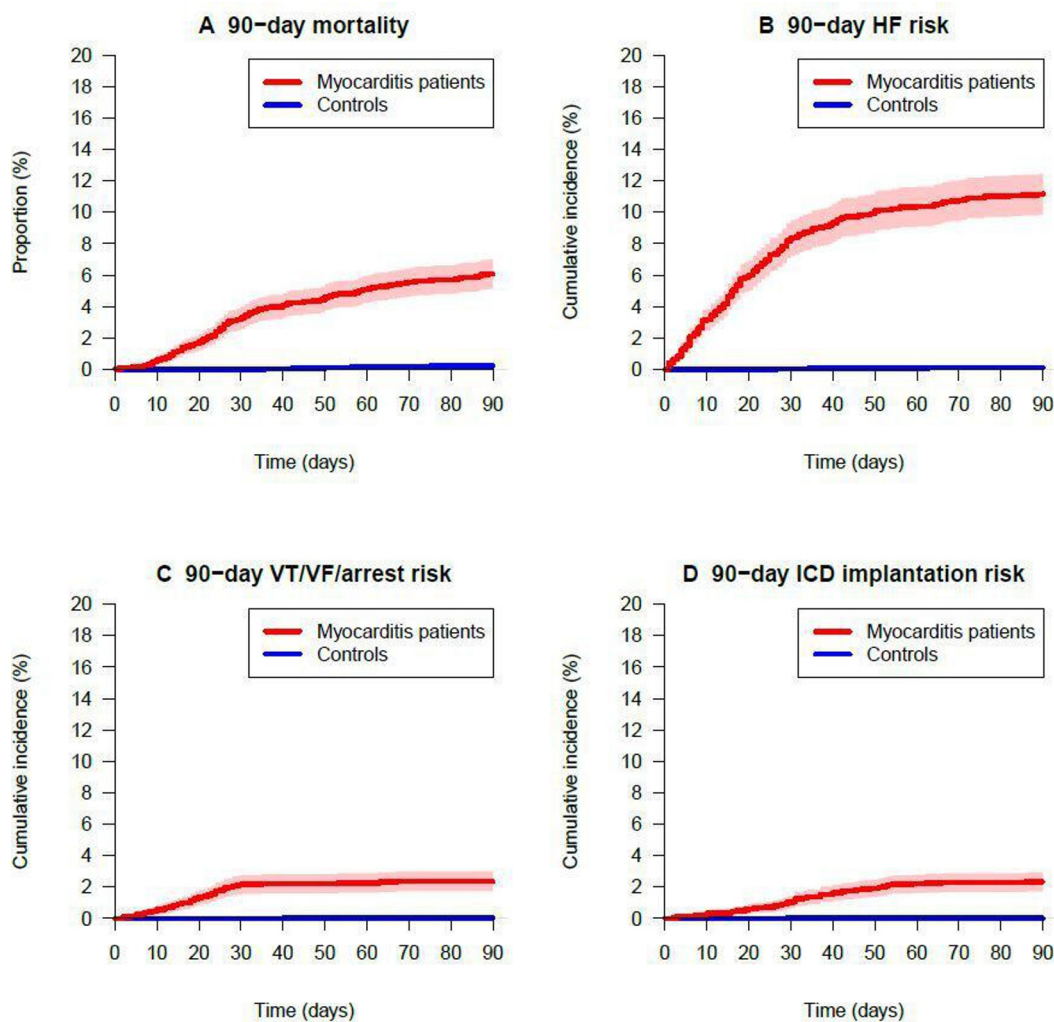 A 90−day mortality
Proportion (%)
20
18
16
14
12
10
8
6
4
2
0
Myocarditis patients
Controls
0 10 20 30 40 50 60 70 80 90
Time (days)
B 90−day HF risk
Cumulative incidence (%)
20
18
16
14
12
10
8
6
4
2
0
Myocarditis patients
Controls
0 10 20 30 40 50 60 70 80 90
Time (days)
C 90−day VT/VF/arrest risk
Cumulative incidence (%)
20
18
16
14
12
10
8
6
4
2
0
Myocarditis patients
Controls
0 10 20 30 40 50 60 70 80 90
Time (days)
D 90−day ICD implantation risk
Cumulative incidence (%)
20
18
16
14
12
10
8
6
4
2
0
Myocarditis patients
Controls
0 10 20 30 40 50 60 70 80 90
Time (days)